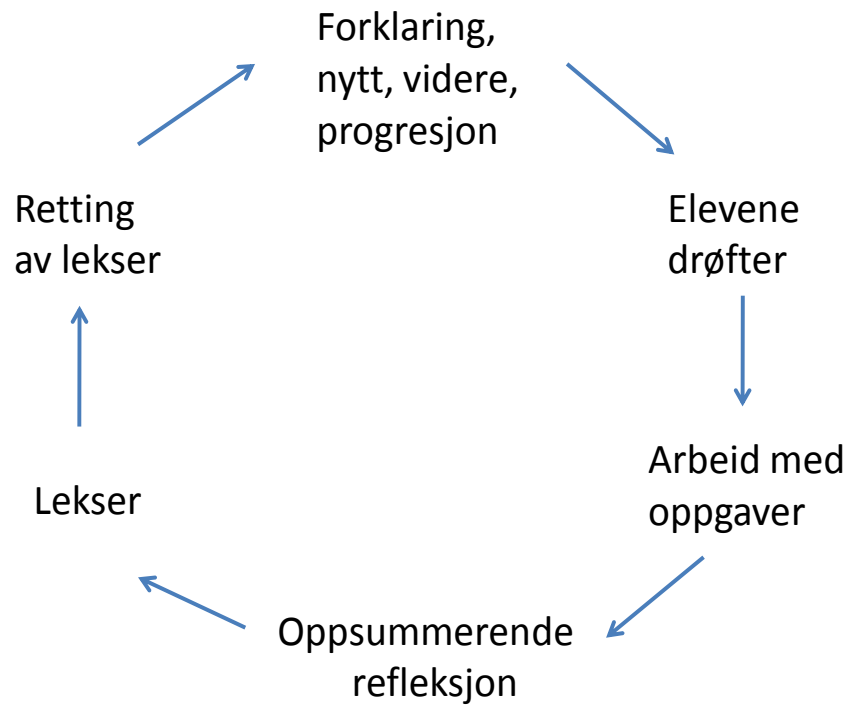 Forklaring,
nytt, videre,
progresjon
Elevene
drøfter
Arbeid med
oppgaver
Oppsummerende
refleksjon
Lekser
Retting
av lekser